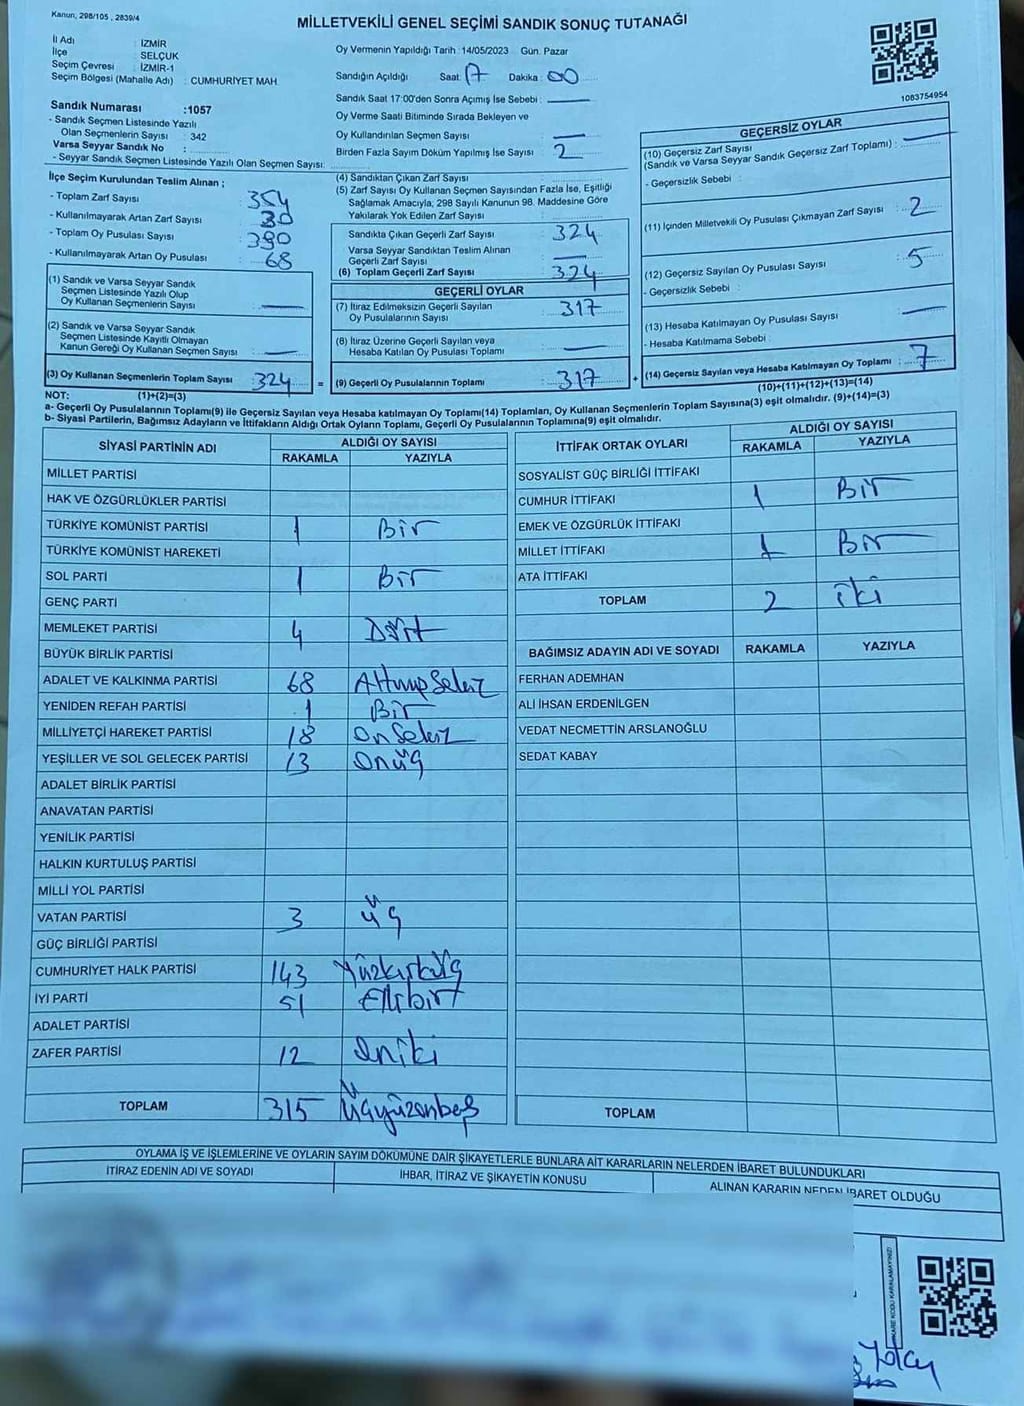 Kanun, 298/105 , 2839/4
MİLLETVEKİLİ GENEL SEÇİMİ SANDIK SONUÇ TUTANAĞI
İl Adı : İZMİR
İlçe : SELÇUK
Seçim Çevresi : İZMİR-1
Seçim Bölgesi (Mahalle Adı) : CUMHURİYET MAH
Sandık Numarası :1057
- Sandık Seçmen Listesinde Yazılı
Olan Seçmenlerin Sayısı : 342
Varsa Seyyar Sandık No :
- Seyyar Sandık Seçmen Listesinde Yazılı Olan Seçmen Sayısı:
Oy Vermenin Yapıldığı Tarih :14/05/2023 Gün: Pazar
Sandığın Açıldığı Saat: 17 Dakika : 00
Sandık Saat 17:00'den Sonra Açımış İse Sebebi : —
Oy Verme Saati Bitiminde Sırada Bekleyen ve
Oy Kullandırılan Seçmen Sayısı —
Birden Fazla Sayım Döküm Yapılmış İse Sayısı : 2
1083754954
İlçe Seçim Kurulundan Teslim Alınan ;
- Toplam Zarf Sayısı : 354
- Kullanılmayarak Artan Zarf Sayısı : 30
- Toplam Oy Pusulası Sayısı : 390
- Kullanılmayarak Artan Oy Pusulası : 68
(1) Sandık ve Varsa Seyyar Sandık
Seçmen Listesinde Yazılı Olup
Oy Kullanan Seçmenlerin Sayısı : —
(2) Sandık ve Varsa Seyyar Sandık
Seçmen Listesinde Kayıtlı Olmayan
Kanun Gereği Oy Kullanan Seçmen Sayısı : —
(3) Oy Kullanan Seçmenlerin Toplam Sayısı : 324 =
(1)+(2)=(3)
(4) Sandıktan Çıkan Zarf Sayısı :
(5) Zarf Sayısı Oy Kullanan Seçmen Sayısından Fazla İse, Eşitliği
Sağlamak Amacıyla, 298 Sayılı Kanunun 98. Maddesine Göre
Yakılarak Yok Edilen Zarf Sayısı :
Sandıkta Çıkan Geçerli Zarf Sayısı : 324
Varsa Seyyar Sandıktan Teslim Alınan
Geçerli Zarf Sayısı : —
(6) Toplam Geçerli Zarf Sayısı : 324
GEÇERLİ OYLAR
(7) İtiraz Edilmeksizin Geçerli Sayılan
Oy Pusulalarının Sayısı : 317
(8) İtiraz Üzerine Geçerli Sayılan veya
Hesaba Katılan Oy Pusulası Toplamı : —
(9) Geçerli Oy Pusulalarının Toplamı : 317 +
GEÇERSİZ OYLAR
(10) Geçersiz Zarf Sayısı
(Sandık ve Varsa Seyyar Sandık Geçersiz Zarf Toplamı) : —
- Geçersizlik Sebebi :
(11) İçinden Milletvekili Oy Pusulası Çıkmayan Zarf Sayısı : 2
(12) Geçersiz Sayılan Oy Pusulası Sayısı : 5
- Geçersizlik Sebebi :
(13) Hesaba Katılmayan Oy Pusulası Sayısı : —
- Hesaba Katılmama Sebebi :
(14) Geçersiz Sayılan veya Hesaba Katılmayan Oy Toplamı : 7
(10)+(11)+(12)+(13)=(14)
NOT:
a- Geçerli Oy Pusulalarının Toplamı(9) ile Geçersiz Sayılan veya Hesaba katılmayan Oy Toplamı(14) Toplamları, Oy Kullanan Seçmenlerin Toplam Sayısına(3) eşit olmalıdır. (9)+(14)=(3)
b- Siyasi Partilerin, Bağımsız Adayların ve İttifakların Aldığı Ortak Oyların Toplamı, Geçerli Oy Pusulalarının Toplamına(9) eşit olmalıdır.
SİYASİ PARTİNİN ADI ALDIĞI OY SAYISI
RAKAMLA YAZIYLA
MİLLET PARTİSİ
HAK VE ÖZGÜRLÜKLER PARTİSİ
TÜRKİYE KOMÜNİST PARTİSİ 1 Bir
TÜRKİYE KOMÜNİST HAREKETİ
SOL PARTİ 1 Bir
GENÇ PARTİ
MEMLEKET PARTİSİ 4 Dört
BÜYÜK BİRLİK PARTİSİ
ADALET VE KALKINMA PARTİSİ 68 Altmışsekiz
YENİDEN REFAH PARTİSİ 1 Bir
MİLLİYETÇİ HAREKET PARTİSİ 18 Onsekiz
YEŞİLLER VE SOL GELECEK PARTİSİ 13 Onüç
ADALET BİRLİK PARTİSİ
ANAVATAN PARTİSİ
YENİLİK PARTİSİ
HALKIN KURTULUŞ PARTİSİ
MİLLİ YOL PARTİSİ
VATAN PARTİSİ 3 üç
GÜÇ BİRLİĞİ PARTİSİ
CUMHURİYET HALK PARTİSİ 143 Yüzkırküç
İYİ PARTİ 51 Ellibir
ADALET PARTİSİ
ZAFER PARTİSİ 12 Oniki
TOPLAM 315 Üçyüzonbeş
İTTİFAK ORTAK OYLARI ALDIĞI OY SAYISI
RAKAMLA YAZIYLA
SOSYALİST GÜÇ BİRLİĞİ İTTİFAKI
CUMHUR İTTİFAKI 1 Bir
EMEK VE ÖZGÜRLÜK İTTİFAKI
MİLLET İTTİFAKI 1 Bir
ATA İTTİFAKI
TOPLAM 2 iki
BAĞIMSIZ ADAYIN ADI VE SOYADI RAKAMLA YAZIYLA
FERHAN ADEMHAN
ALİ İHSAN ERDENİLGEN
VEDAT NECMETTİN ARSLANOĞLU
SEDAT KABAY
TOPLAM
OYLAMA İŞ VE İŞLEMLERİNE VE OYLARIN SAYIM DÖKÜMÜNE DAİR ŞİKAYETLERLE BUNLARA AİT KARARLARIN NELERDEN İBARET BULUNDUKLARI
İTİRAZ EDENİN ADI VE SOYADI İHBAR, İTİRAZ VE ŞİKAYETİN KONUSU ALINAN KARARIN NEDEN İBARET OLDUĞU
KARE KODU KARALAMAYINIZ!